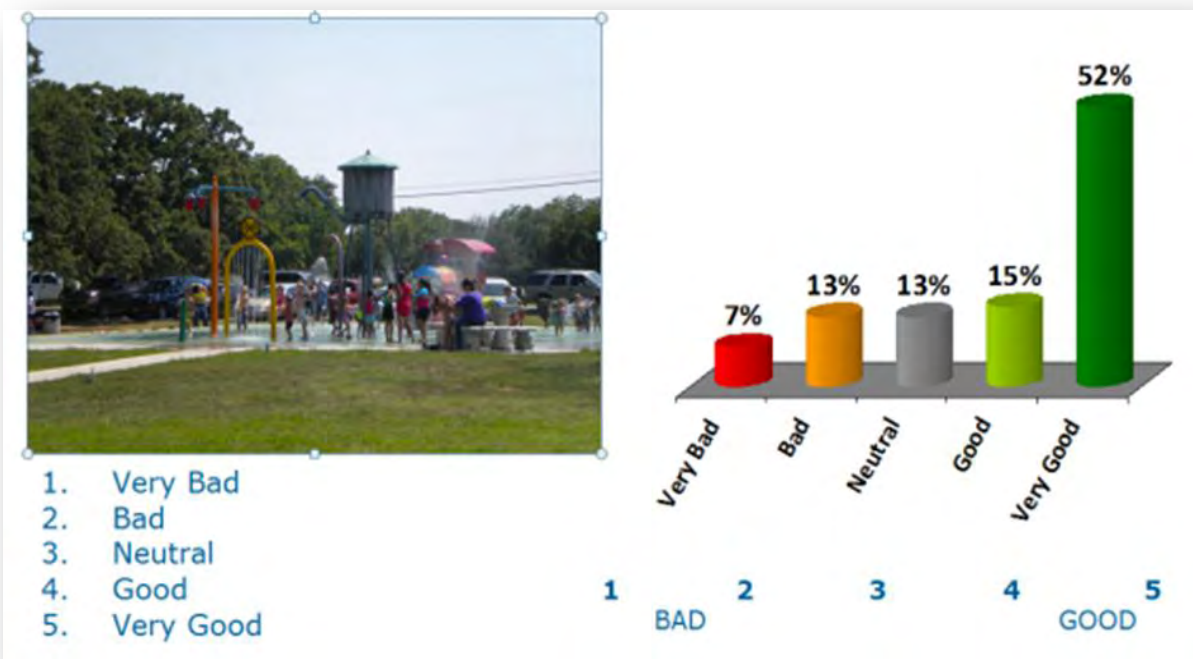 52%
15%
13%
13%
7%
Very Bad
Bad
Neutral
Good
Very Good
1. Very Bad
2. Bad
3. Neutral
4. Good
5. Very Good
1 2 3 4 5
BAD GOOD